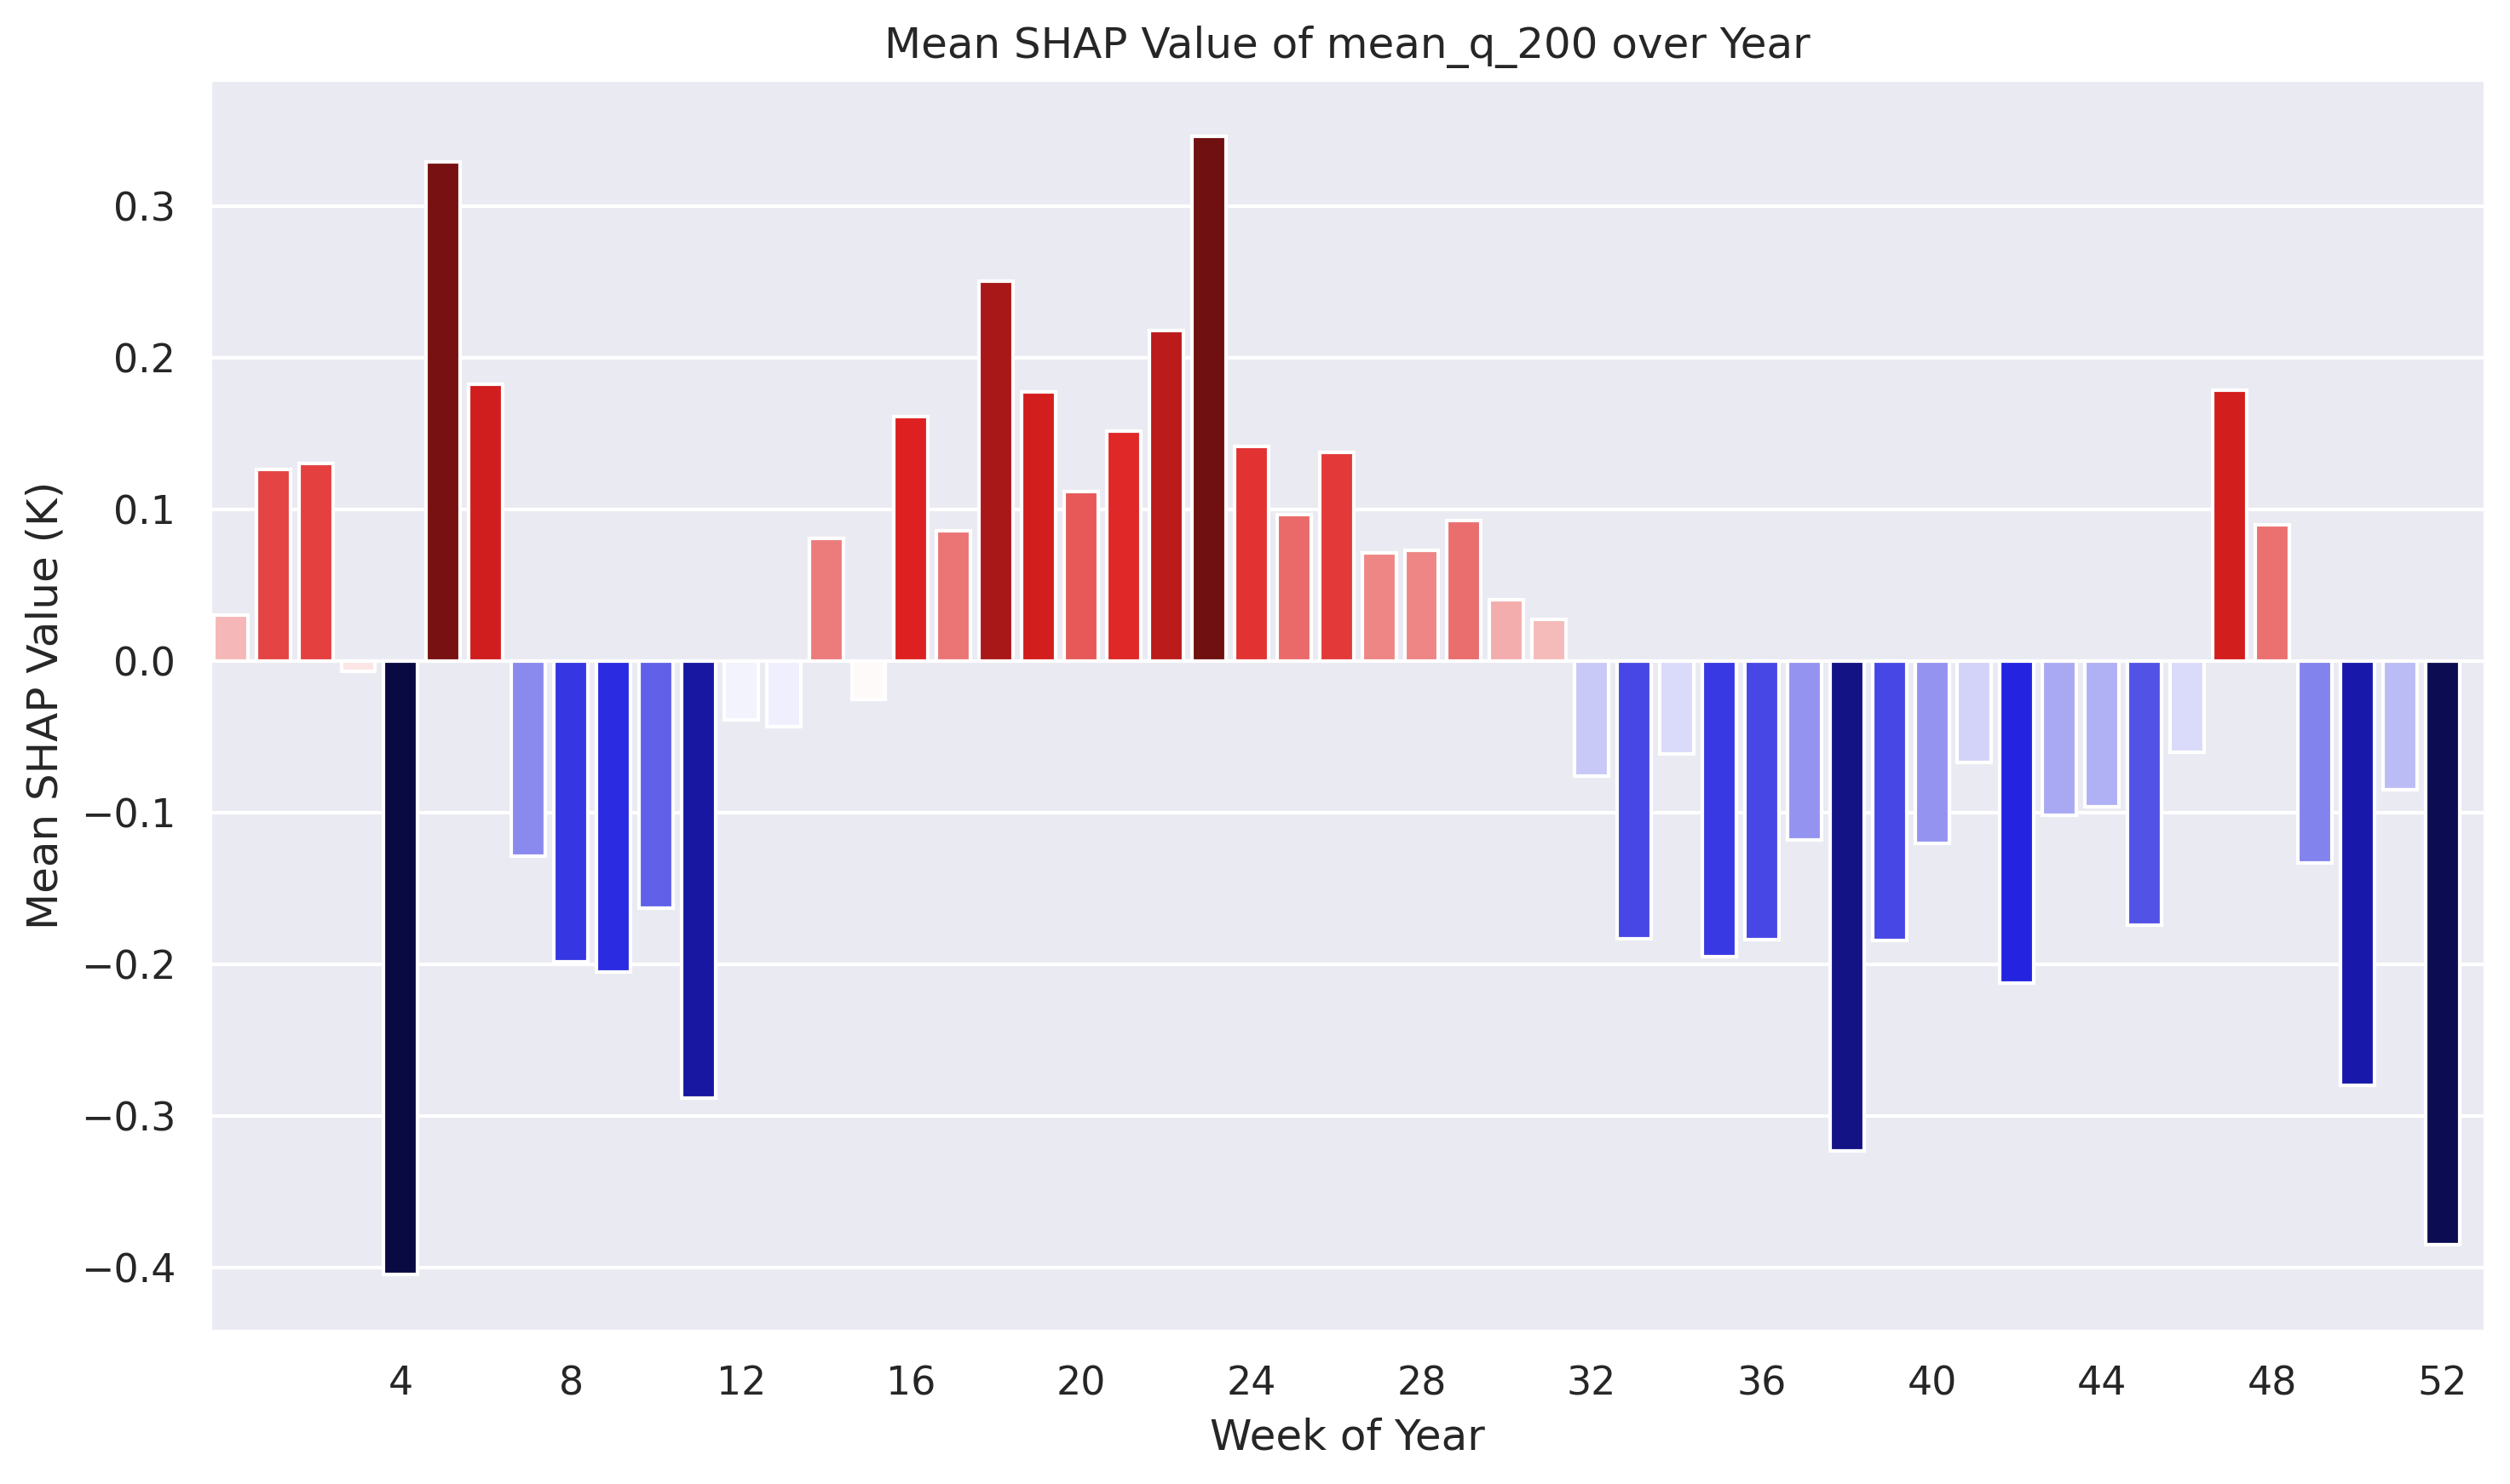 Mean SHAP Value of mean_q_200 over Year
Mean SHAP Value (K)
0.3
0.2
0.1
0.0
−0.1
−0.2
−0.3
−0.4
4 8 12 16 20 24 28 32 36 40 44 48 52
Week of Year